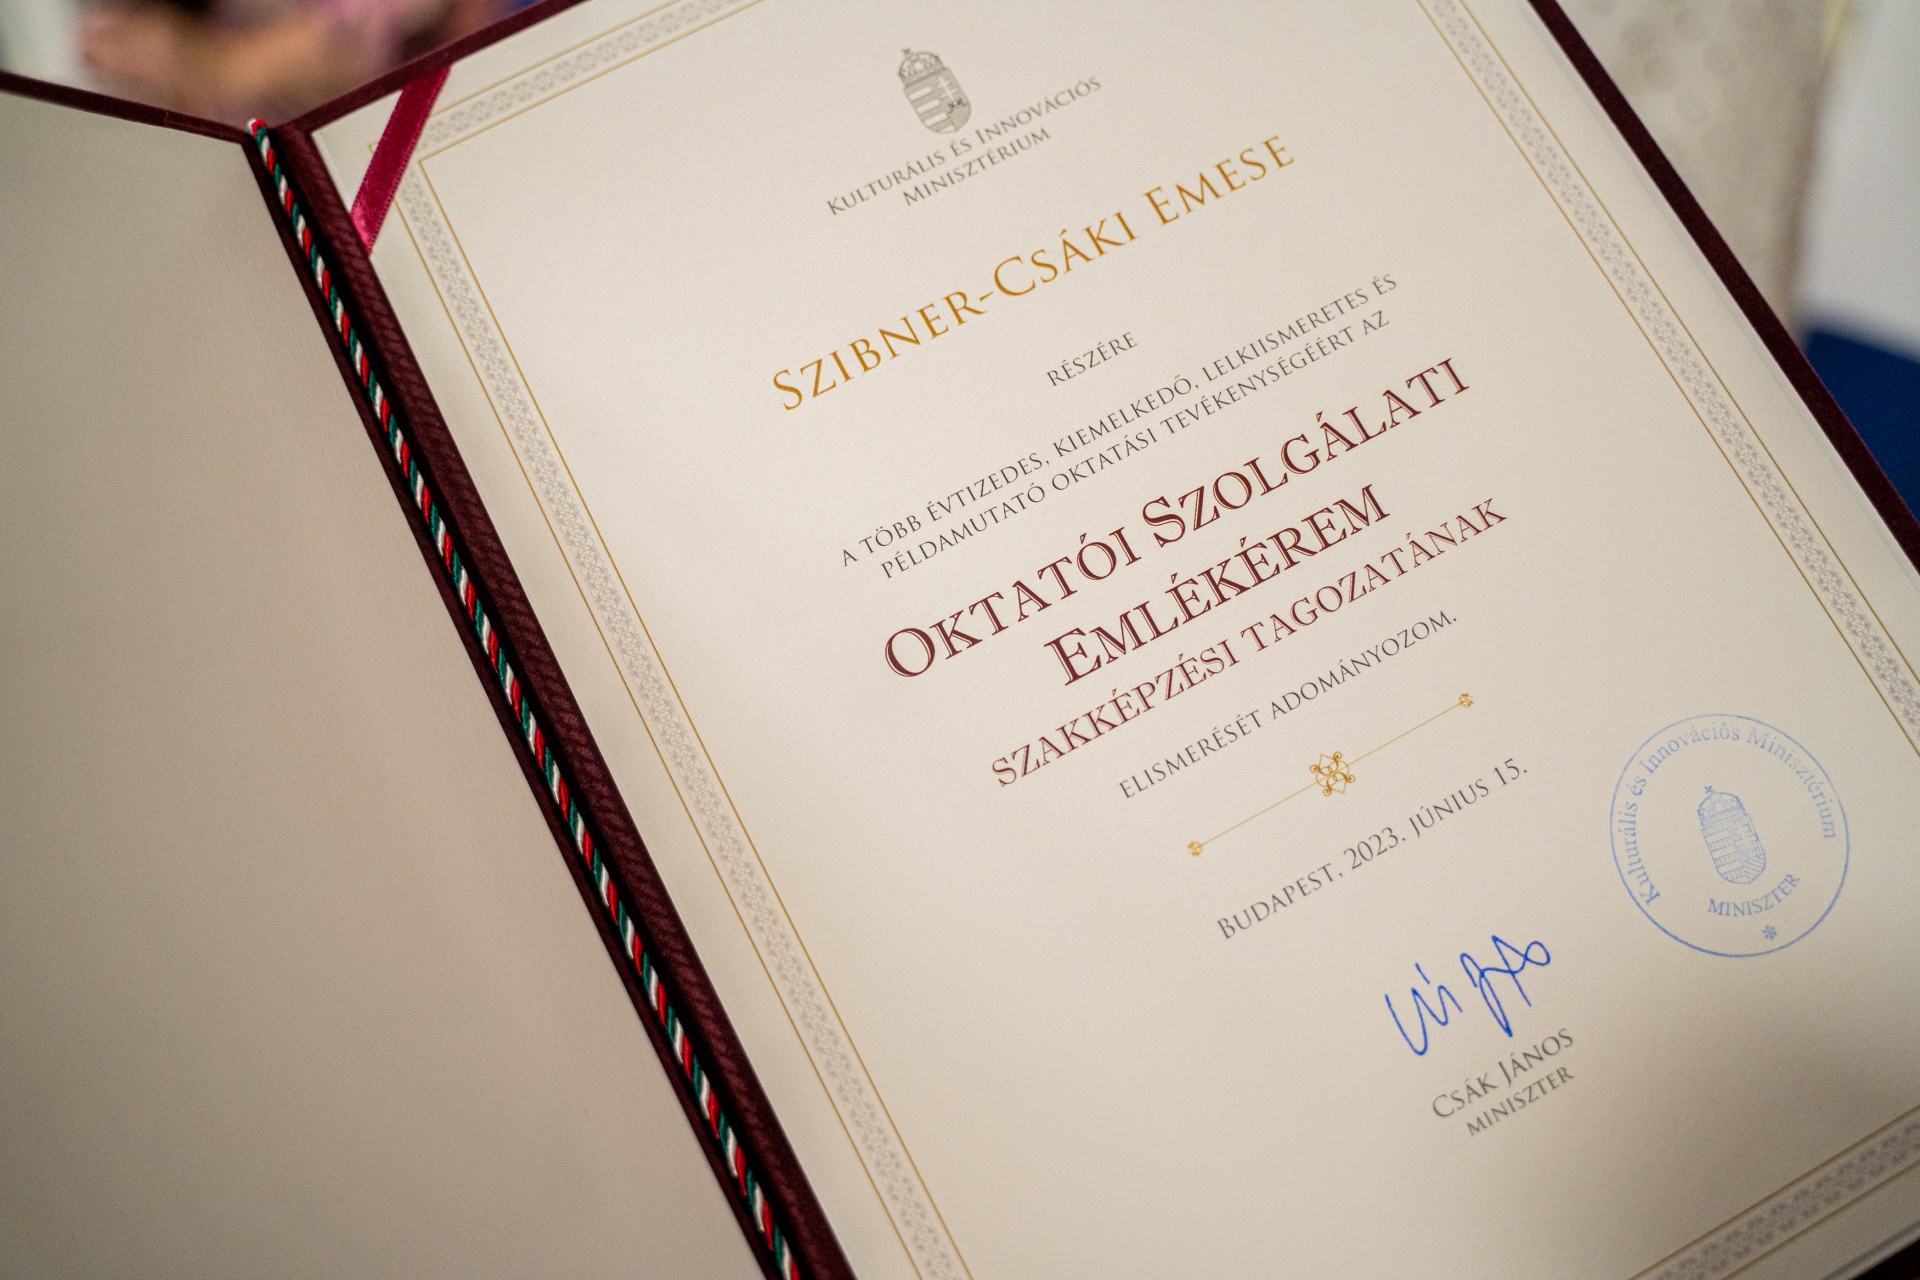 Kulturális és Innovációs
Minisztérium
Szibner-Csáki Emese
részére
a több évtizedes, kiemelkedő, lelkiismeretes és
példamutató oktatási tevékenységéért az
Oktatói Szolgálati
Emlékérem
szakképzési tagozatának
elismerését adományozom.
Budapest, 2023. június 15.
Kulturális és Innovációs Minisztérium
MINISZTER
Csák János
miniszter